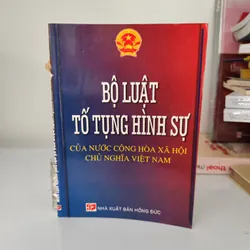 BỘ LUẬT
TỐ TỤNG HÌNH SỰ
CỦA NƯỚC CỘNG HÒA XÃ HỘI
CHỦ NGHĨA VIỆT NAM
NHÀ XUẤT BẢN HỒNG ĐỨC